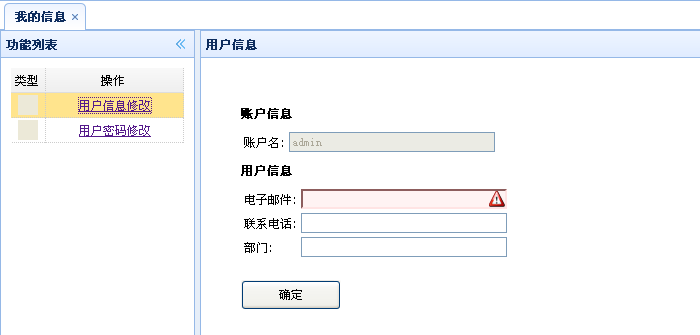 我的信息
功能列表
用户信息
类型 操作
用户信息修改
用户密码修改
账户信息
账户名: admin
用户信息
电子邮件:
联系电话:
部门:
确定